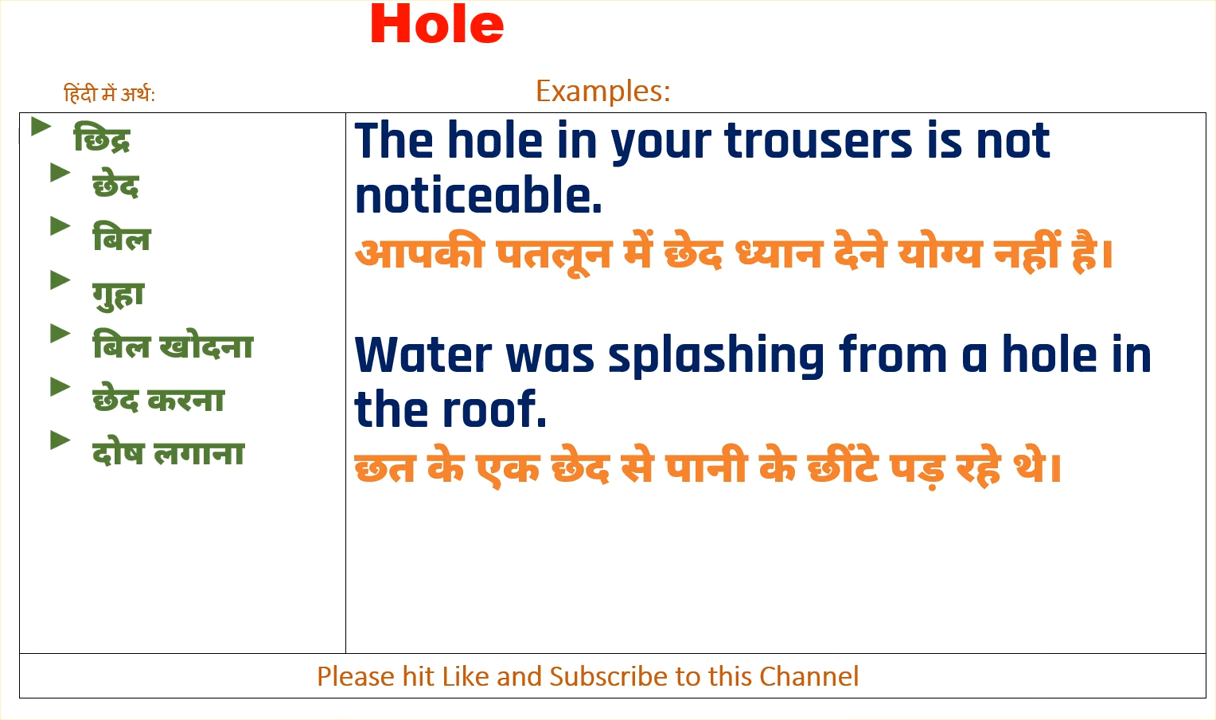 Hole
हिंदी में अर्थ:
Examples:
छिद्र
छेद
बिल
गुहा
बिल खोदना
छेद करना
दोष लगाना
The hole in your trousers is not
noticeable.
आपकी पतलून में छेद ध्यान देने योग्य नहीं है।
Water was splashing from a hole in
the roof.
छत के एक छेद से पानी के छींटे पड़ रहे थे।
Please hit Like and Subscribe to this Channel